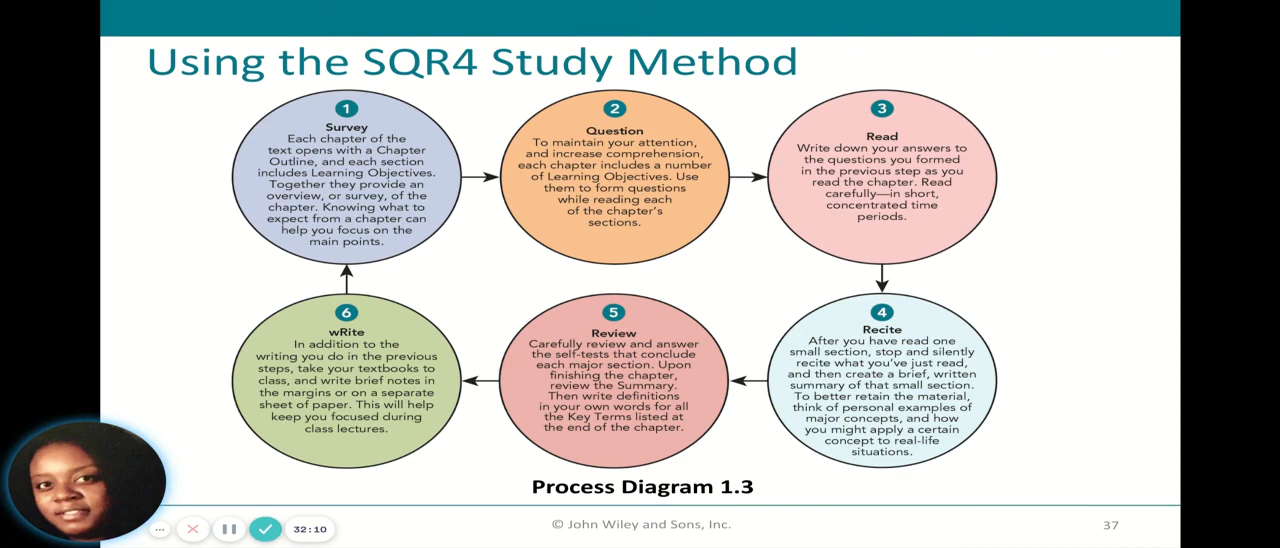 Using the SQR4 Study Method
1
Survey
Each chapter of the
text opens with a Chapter
Outline, and each section
includes Learning Objectives.
Together they provide an
overview, or survey, of the
chapter. Knowing what to
expect from a chapter can
help you focus on the
main points.
2
Question
To maintain your attention,
and increase comprehension,
each chapter includes a number
of Learning Objectives. Use
them to form questions
while reading each
of the chapter's
sections.
3
Read
Write down your answers to
the questions you formed
in the previous step as you
read the chapter. Read
carefully—in short,
concentrated time
periods.
4
Recite
After you have read one
small section, stop and silently
recite what you've just read,
and then create a brief, written
summary of that small section.
To better retain the material,
think of personal examples of
major concepts, and how
you might apply a certain
concept to real-life
situations.
5
Review
Carefully review and answer
the self-tests that conclude
each major section. Upon
finishing the chapter,
review the Summary.
Then write definitions
in your own words for all
the Key Terms listed at
the end of the chapter.
6
wRite
In addition to the
writing you do in the previous
steps, take your textbooks to
class, and write brief notes in
the margins or on a separate
sheet of paper. This will help
keep you focused during
class lectures.
Process Diagram 1.3
32:10
© John Wiley and Sons, Inc.
37